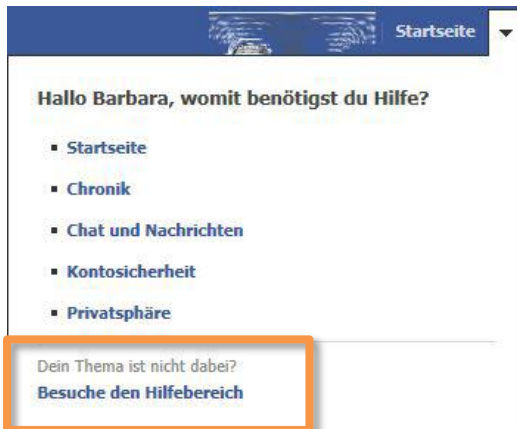 Startseite
Hallo Barbara, womit benötigst du Hilfe?
Startseite
Chronik
Chat und Nachrichten
Kontosicherheit
Privatsphäre
Dein Thema ist nicht dabei?
Besuche den Hilfebereich